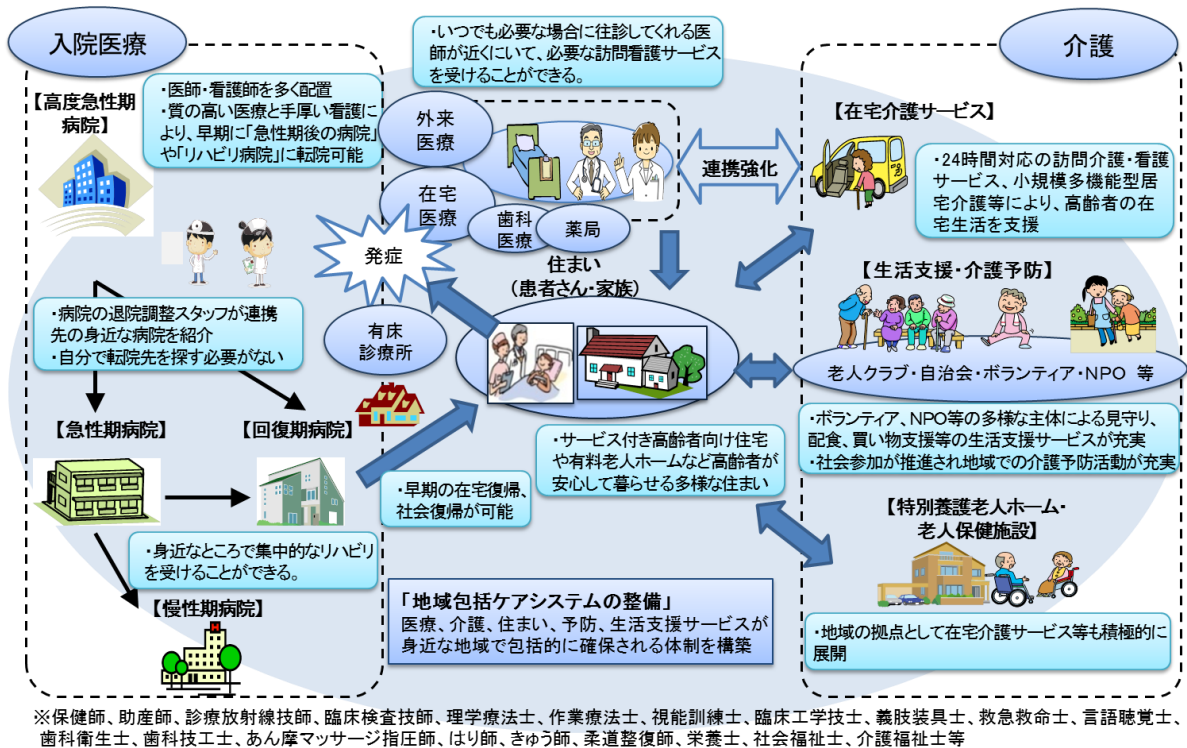 入院医療
【高度急性期
病院】
・医師・看護師を多く配置
・質の高い医療と手厚い看護によ
り、早期に「急性期後の病院」
や「リハビリ病院」に転院可能
・病院の退院調整スタッフが連携
先の身近な病院を紹介
・自分で転院先を探す必要がない
【急性期病院】
【回復期病院】
・身近なところで集中的なリハビリ
を受けることができる。
【慢性期病院】
H
・いつでも必要な場合に往診してくれる医
師が近くにいて、必要な訪問看護サービス
を受けることができる。
外来
医療
在宅
医療
歯科
医療
薬局
発症
住まい
(患者さん・家族)
有床
診療所
連携強化
・早期の在宅復帰、
社会復帰が可能
・サービス付き高齢者向け住宅
や有料老人ホームなど高齢者が
安心して暮らせる多様な住まい
「地域包括ケアシステムの整備」
医療、介護、住まい、予防、生活支援サービスが
身近な地域で包括的に確保される体制を構築
介護
【在宅介護サービス】
・24時間対応の訪問介護・看護
サービス、小規模多機能型居
宅介護等により、高齢者の在
宅生活を支援
【生活支援・介護予防】
老人クラブ・自治会・ボランティア・NPO 等
・ボランティア、NPO等の多様な主体による見守り、
配食、買い物支援等の生活支援サービスが充実
・社会参加が推進され地域での介護予防活動が充実
【特別養護老人ホーム・
老人保健施設】
・地域の拠点として在宅介護サービス等も積極的に
展開
※保健師、助産師、診療放射線技師、臨床検査技師、理学療法士、作業療法士、視能訓練士、臨床工学技士、義肢装具士、救急救命士、言語聴覚士、
歯科衛生士、歯科技工士、あん摩マッサージ指圧師、はり師、きゅう師、柔道整復師、栄養士、社会福祉士、介護福祉士等